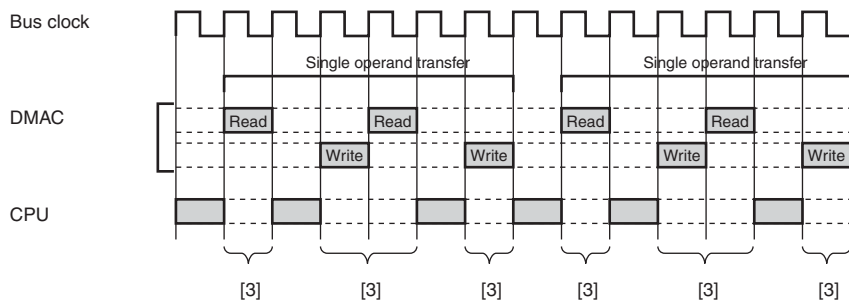 Bus clock
Single operand transfer Single operand transfer
DMAC Read Read Read Read
Write Write Write Write
CPU
[3] [3] [3] [3] [3] [3]